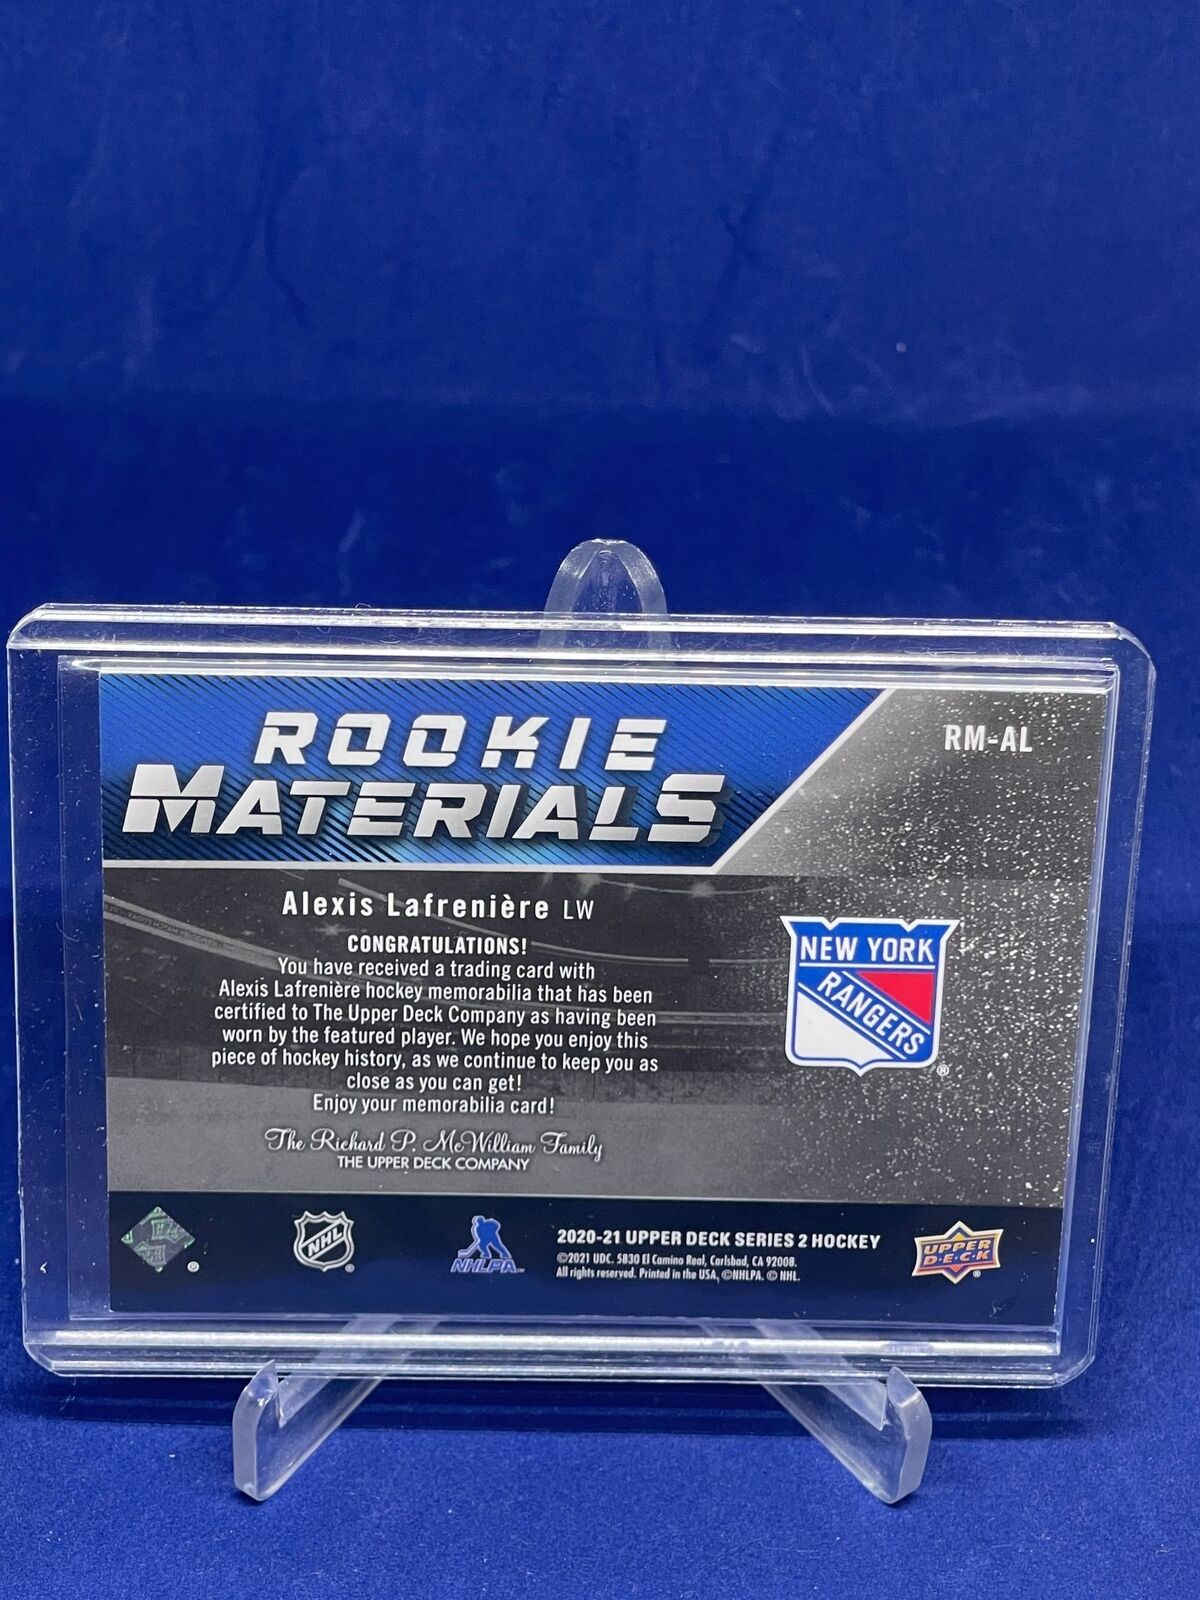 ROOKIE
MATERIALS
RM-AL
Alexis Lafrenière LW
CONGRATULATIONS!
You have received a trading card with
Alexis Lafrenière hockey memorabilia that has been
certified to The Upper Deck Company as having been
worn by the featured player. We hope you enjoy this
piece of hockey history, as we continue to keep you as
close as you can get!
Enjoy your memorabilia card!
The Richard P. McWilliam Family
THE UPPER DECK COMPANY
NEW YORK
RANGERS
®
®
NHL
®
NHLPA
2020-21 UPPER DECK SERIES 2 HOCKEY
©2021 UDC. 5830 El Camino Real, Carlsbad, CA 92008.
All rights reserved. Printed in the USA, ©NHLPA. © NHL.
UPPER
D·E·C·K
®